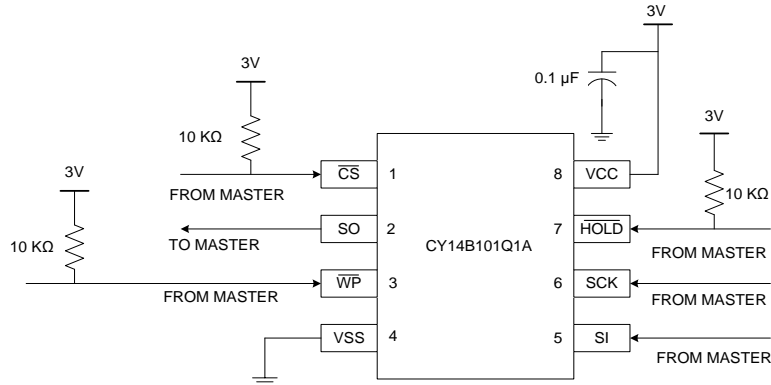 3V
3V
0.1 µF
10 KΩ
3V
3V
CS 1
8 VCC
10 KΩ
FROM MASTER
SO 2
CY14B101Q1A
7 HOLD
10 KΩ
TO MASTER
FROM MASTER
WP 3
6 SCK
FROM MASTER
FROM MASTER
VSS 4
5 SI
FROM MASTER